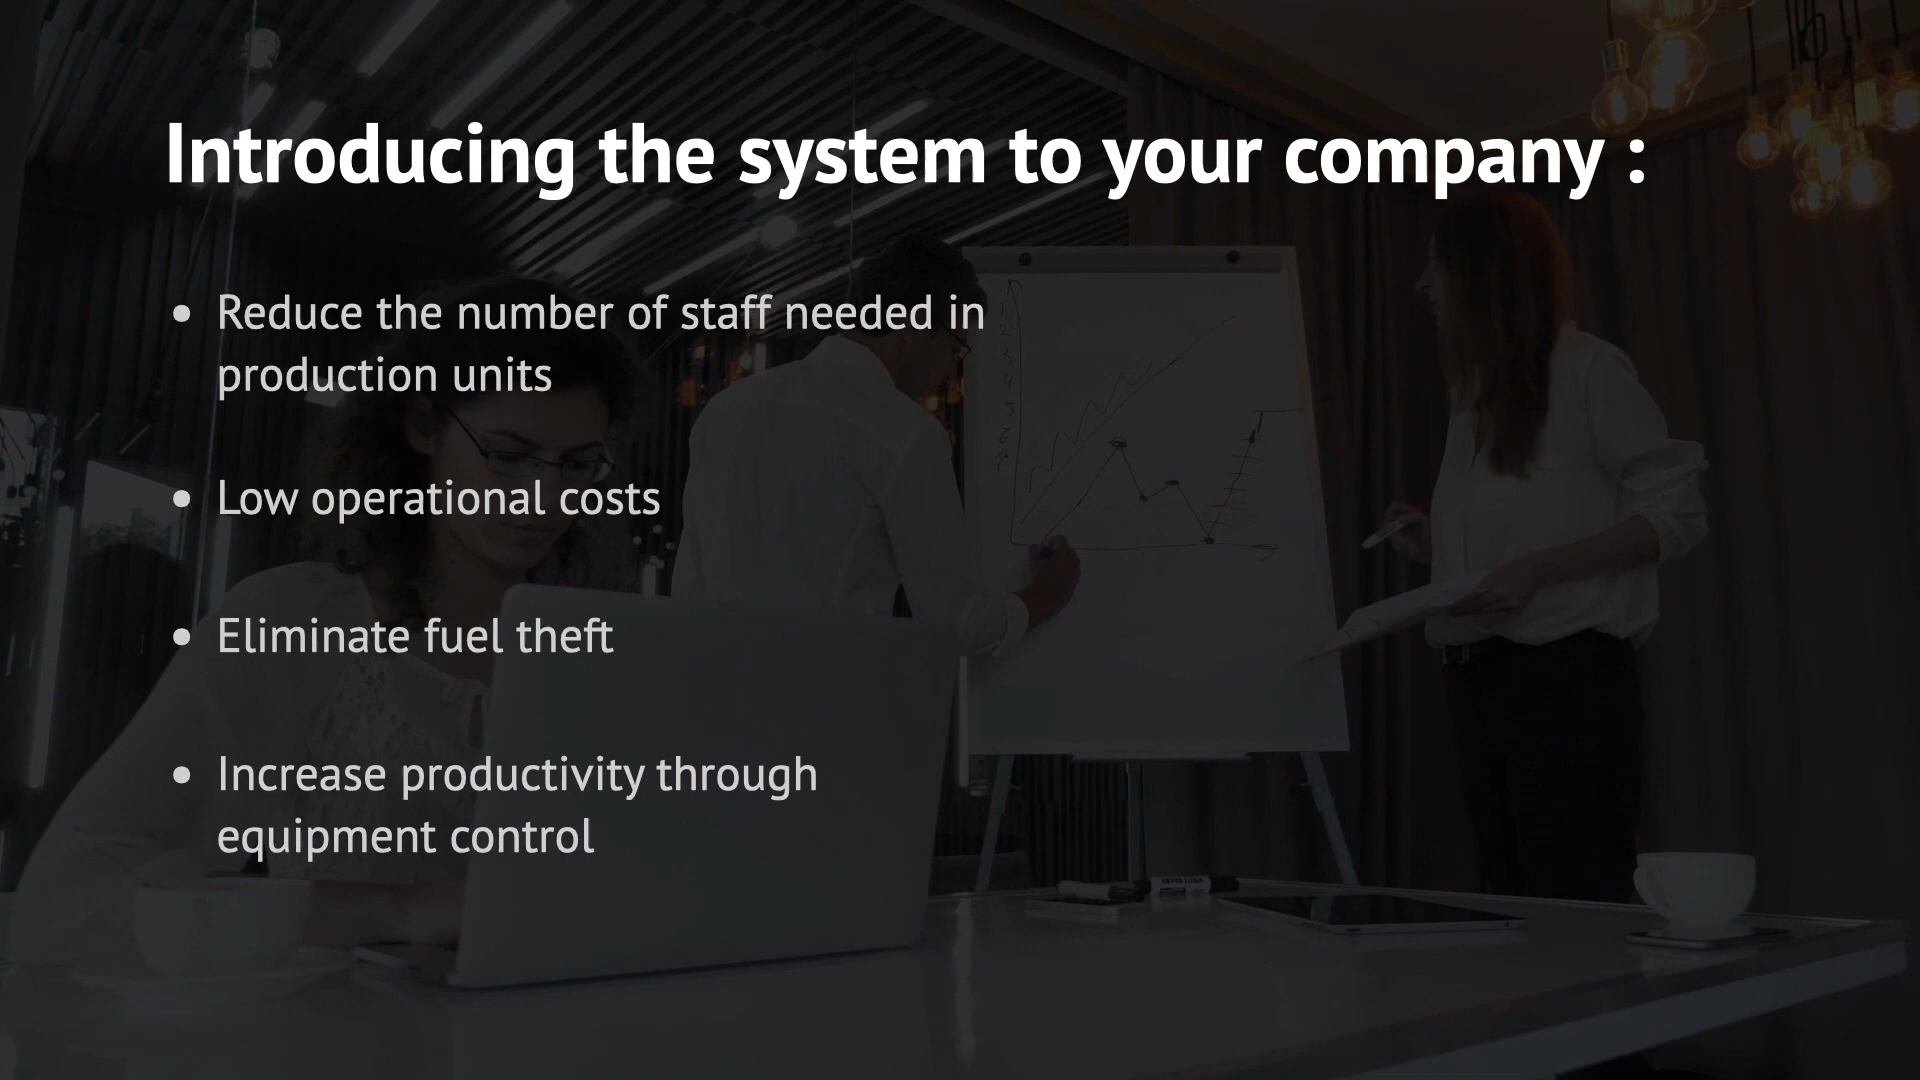 Introducing the system to your company :
• Reduce the number of staff needed in
production units
• Low operational costs
• Eliminate fuel theft
• Increase productivity through
equipment control